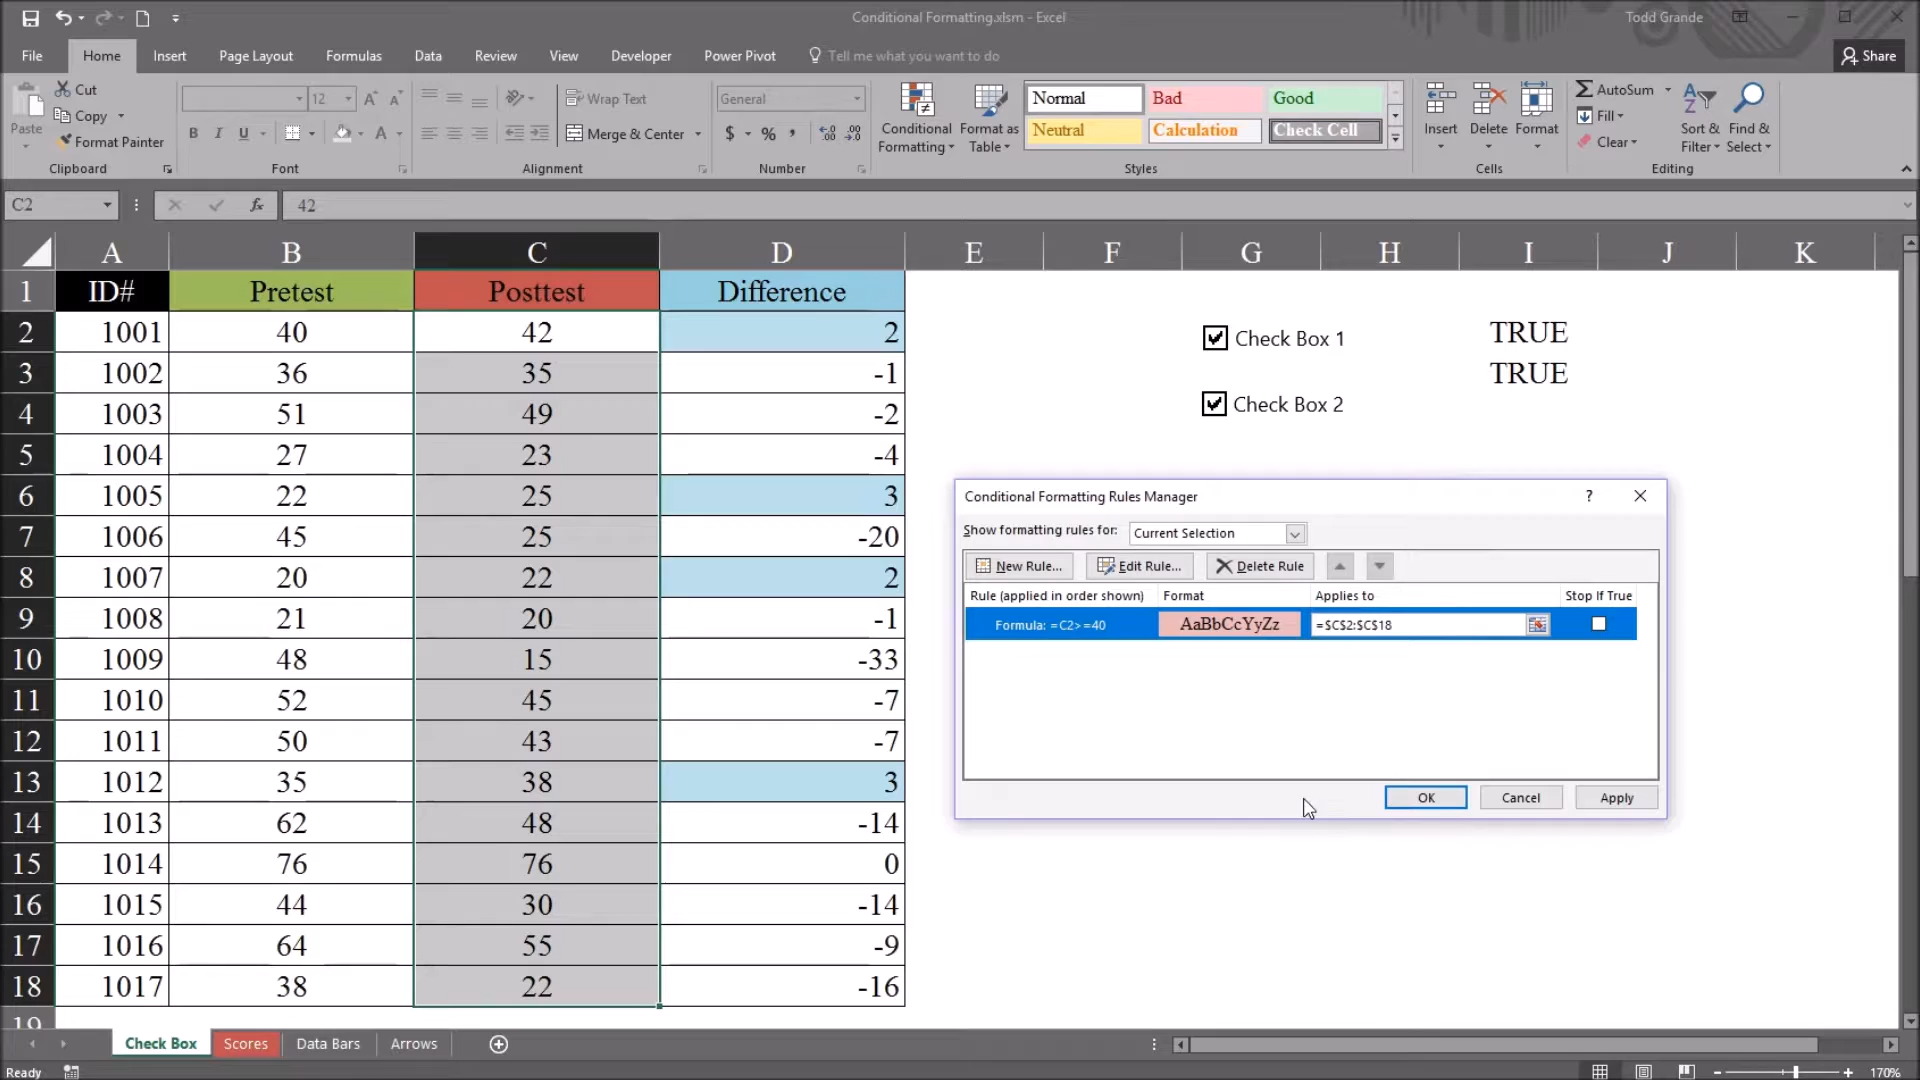 Conditional Formatting.xlsm - Excel
Todd Grande
File Home Insert Page Layout Formulas Data Review View Developer Power Pivot Tell me what you want to do Share
Paste
Cut
Copy
Format Painter
Clipboard
12
B I U
Font
Wrap Text
Merge & Center
Alignment
General
$ % ,
Number
Conditional Formatting
Format as Table
Normal Bad Good
Neutral Calculation Check Cell
Styles
Insert Delete Format
Cells
AutoSum
Fill
Clear
Sort & Filter
Find & Select
Editing
C2 fx 42
A B C D E F G H I J K
1 ID# Pretest Posttest Difference
2 1001 40 42 2 Check Box 1 TRUE
3 1002 36 35 -1 TRUE
4 1003 51 49 -2 Check Box 2
5 1004 27 23 -4
6 1005 22 25 3
7 1006 45 25 -20
8 1007 20 22 2
9 1008 21 20 -1
10 1009 48 15 -33
11 1010 52 45 -7
12 1011 50 43 -7
13 1012 35 38 3
14 1013 62 48 -14
15 1014 76 76 0
16 1015 44 30 -14
17 1016 64 55 -9
18 1017 38 22 -16
19
Conditional Formatting Rules Manager ?
Show formatting rules for: Current Selection
New Rule... Edit Rule... Delete Rule
Rule (applied in order shown) Format Applies to Stop If True
Formula: =C2>=40 AaBbCcYyZz =$C$2:$C$18
OK Cancel Apply
Check Box Scores Data Bars Arrows
Ready 170%